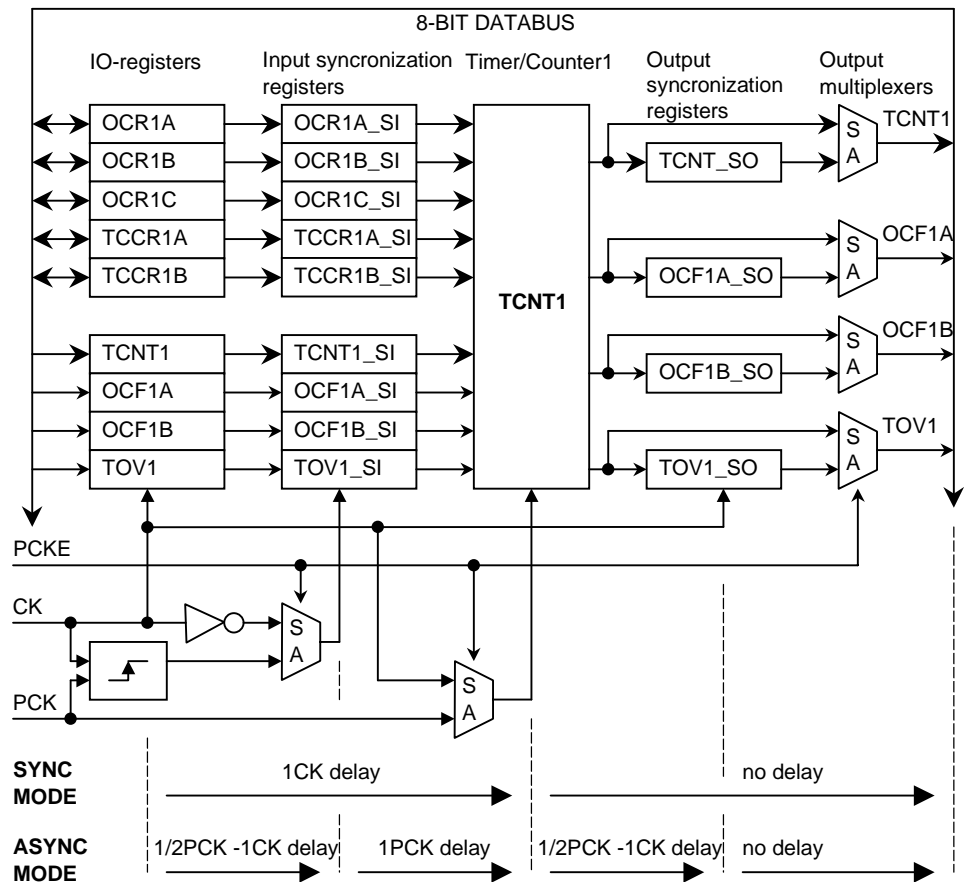 8-BIT DATABUS
IO-registers
Input syncronization
registers
Timer/Counter1
Output
syncronization
registers
Output
multiplexers
OCR1A
OCR1A_SI
OCR1B
OCR1B_SI
OCR1C
OCR1C_SI
TCCR1A
TCCR1A_SI
TCCR1B
TCCR1B_SI
TCNT1
TCNT1_SI
OCF1A
OCF1A_SI
OCF1B
OCF1B_SI
TOV1
TOV1_SI
TCNT1
TCNT_SO
S
A
TCNT1
OCF1A_SO
S
A
OCF1A
OCF1B_SO
S
A
OCF1B
TOV1_SO
S
A
TOV1
PCKE
CK
S
A
PCK
S
A
SYNC
MODE
1CK delay
no delay
ASYNC
MODE
1/2PCK -1CK delay
1PCK delay
1/2PCK -1CK delay
no delay